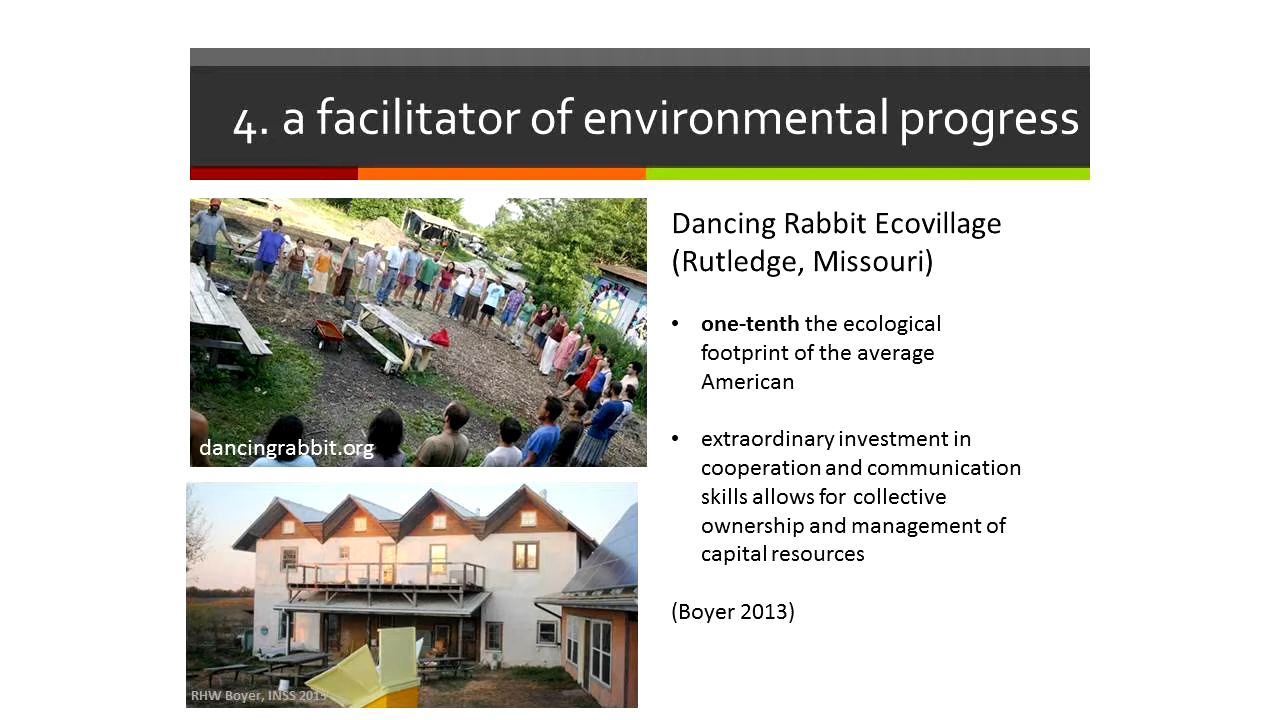 4. a facilitator of environmental progress
dancingrabbit.org
RHW Boyer, INSS 2015
Dancing Rabbit Ecovillage
(Rutledge, Missouri)
• one-tenth the ecological
footprint of the average
American
• extraordinary investment in
cooperation and communication
skills allows for collective
ownership and management of
capital resources
(Boyer 2013)